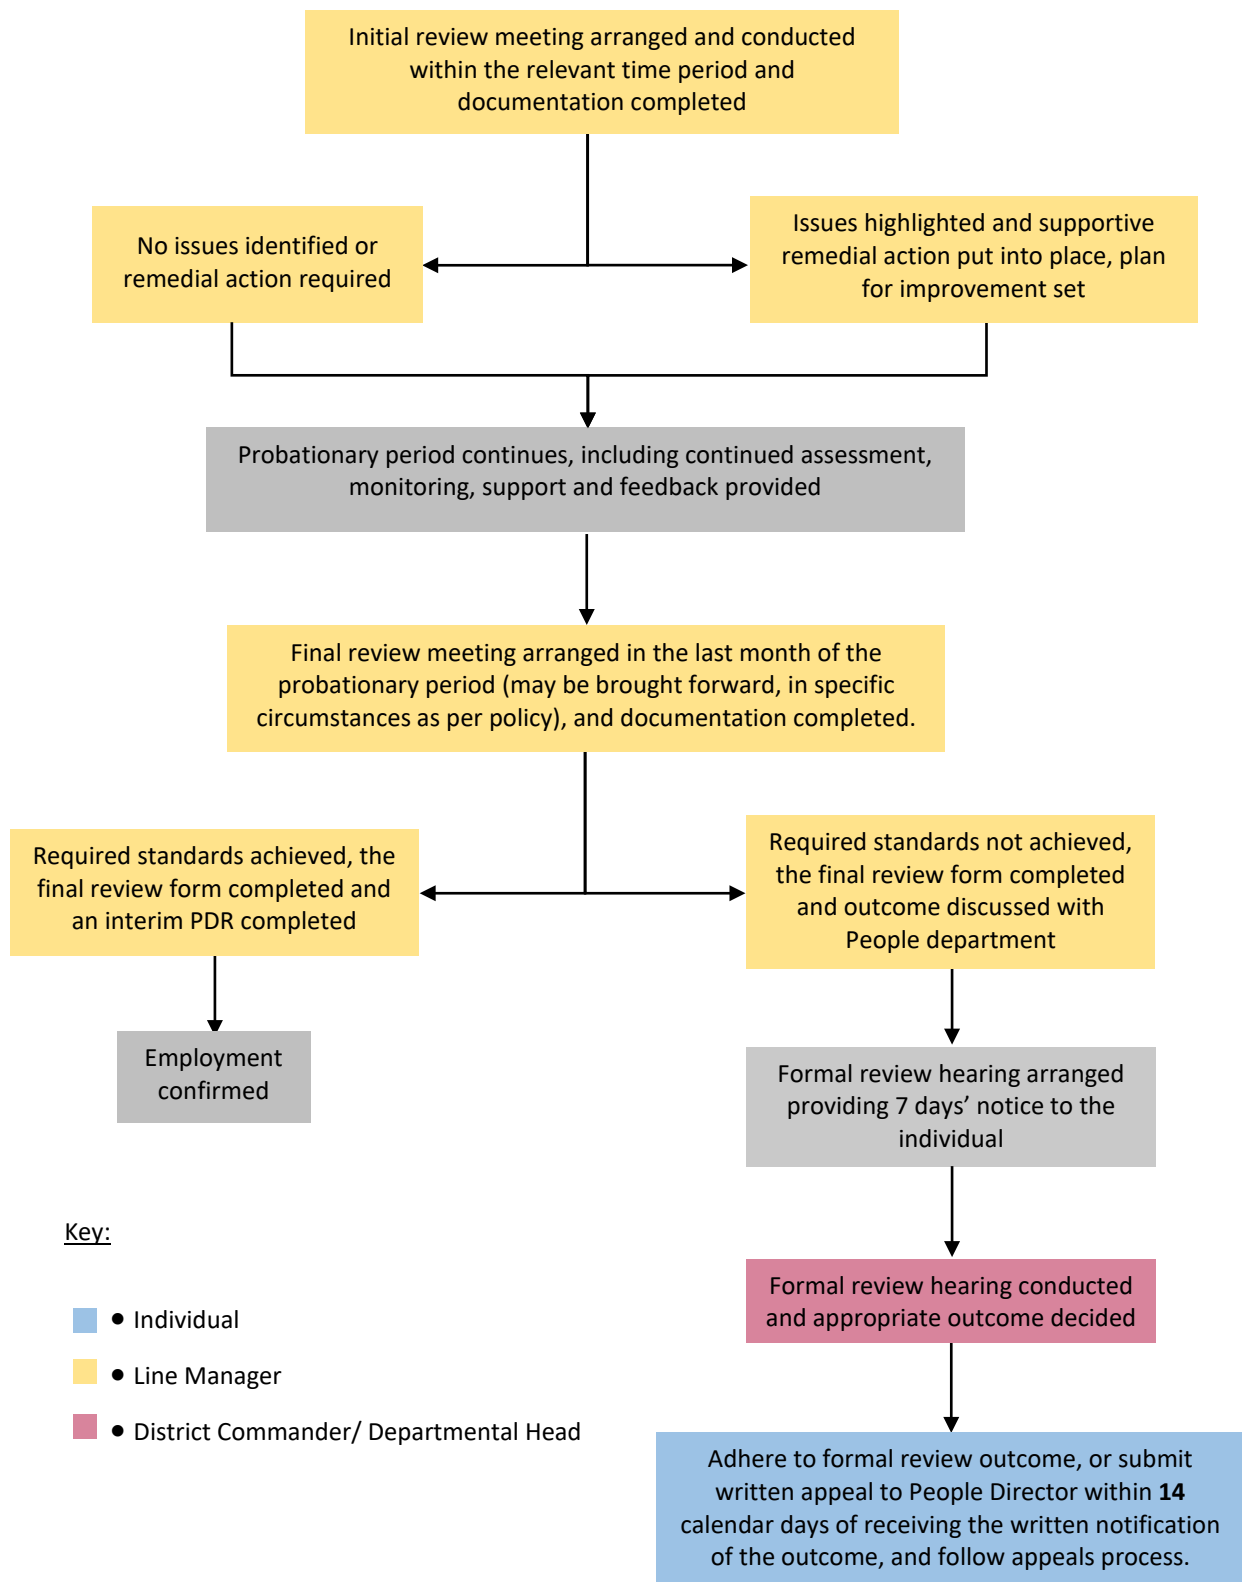 Initial review meeting arranged and conducted
within the relevant time period and
documentation completed
No issues identified or
remedial action required
Issues highlighted and supportive
remedial action put into place, plan
for improvement set
Probationary period continues, including continued assessment,
monitoring, support and feedback provided
Final review meeting arranged in the last month of the
probationary period (may be brought forward, in specific
circumstances as per policy), and documentation completed.
Required standards achieved, the
final review form completed and
an interim PDR completed
Required standards not achieved,
the final review form completed
and outcome discussed with
People department
Employment
confirmed
Formal review hearing arranged
providing 7 days’ notice to the
individual
Formal review hearing conducted
and appropriate outcome decided
Adhere to formal review outcome, or submit
written appeal to People Director within 14
calendar days of receiving the written notification
of the outcome, and follow appeals process.
Key:
• Individual
• Line Manager
• District Commander/ Departmental Head